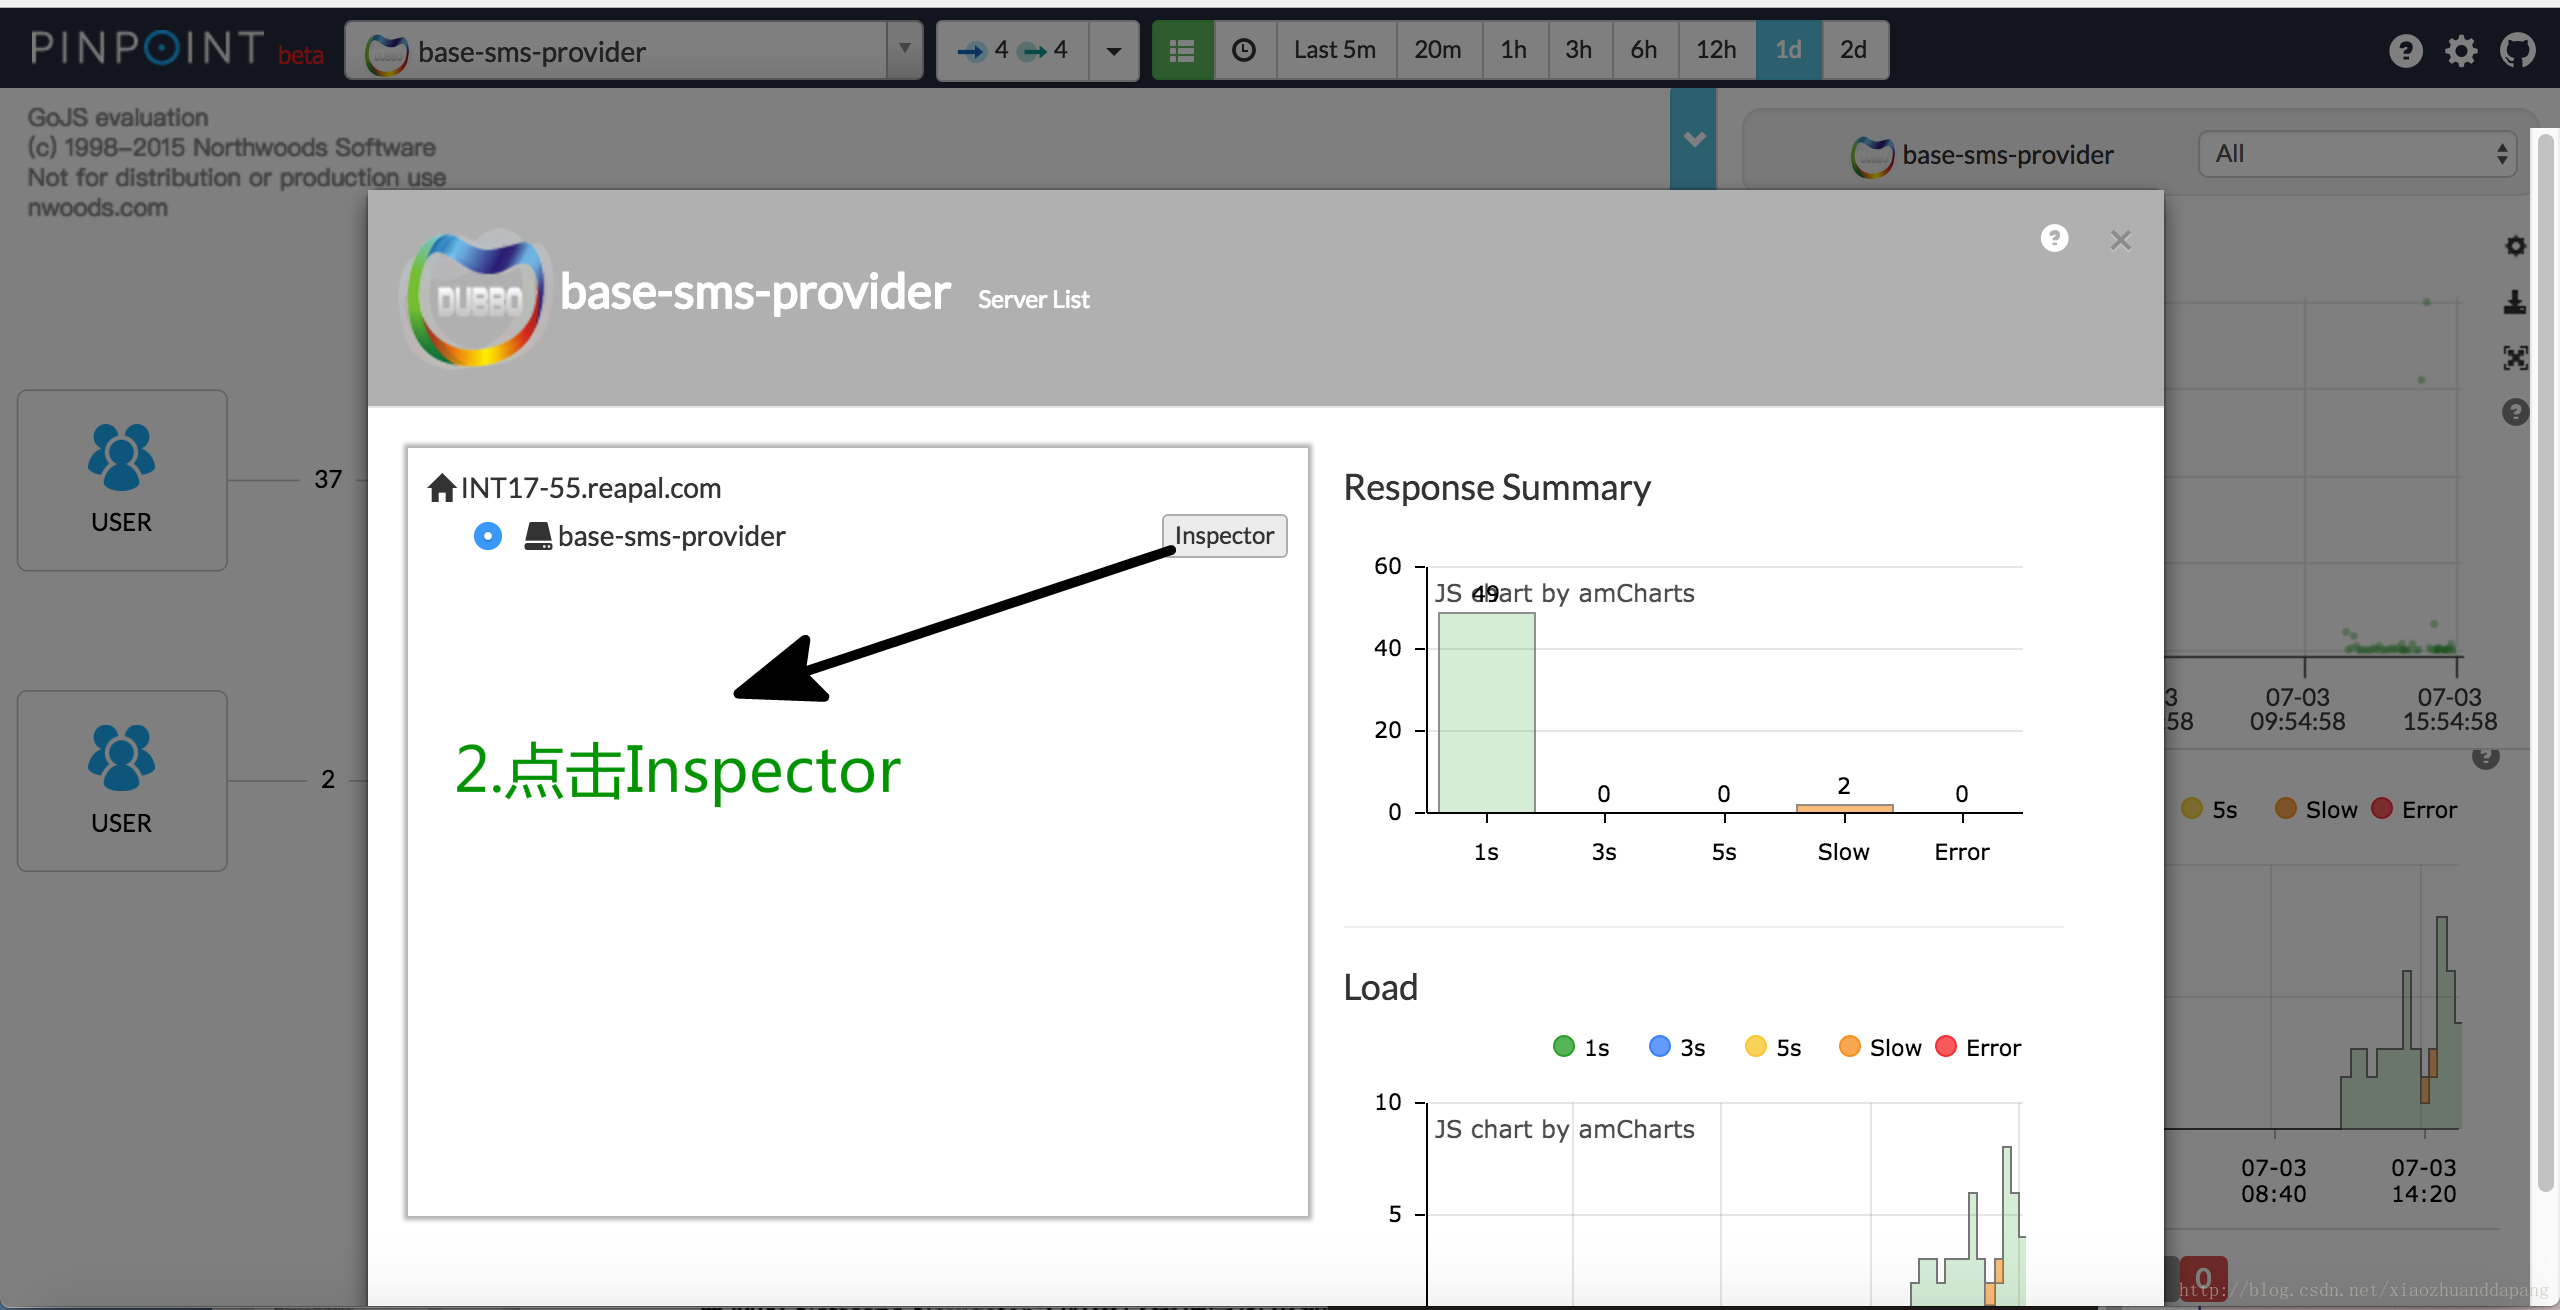 PINPOINT beta
base-sms-provider
4 4
Last 5m 20m 1h 3h 6h 12h 1d 2d
GoJS evaluation
(c) 1998-2015 Northwoods Software
Not for distribution or production use
nwoods.com
base-sms-provider
All
DUBBO
base-sms-provider Server List
USER
37
USER
2
INT17-55.reapal.com
base-sms-provider
Inspector
2.点击Inspector
Response Summary
60
40
20
0
JS chart by amCharts
49
0
0
2
0
1s 3s 5s Slow Error
Load
1s 3s 5s Slow Error
10
5
JS chart by amCharts
3
:58
07-03
09:54:58
07-03
15:54:58
5s Slow Error
07-03
08:40
07-03
14:20
0
http://blog.csdn.net/xiaozhuanddapang